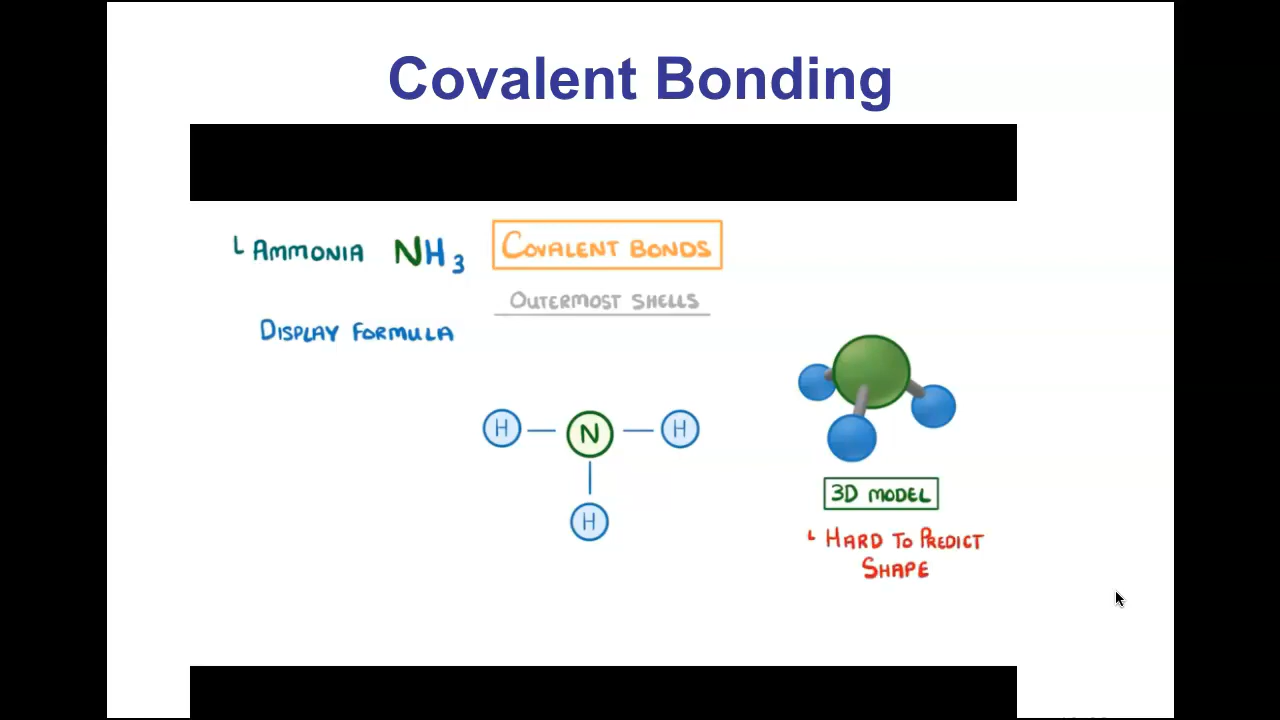 Covalent Bonding
└ AMMONIA NH3
COVALENT BONDS
OUTERMOST SHELLS
DISPLAY FORMULA
H — N — H
H
3D MODEL
└ HARD TO PREDICT
SHAPE